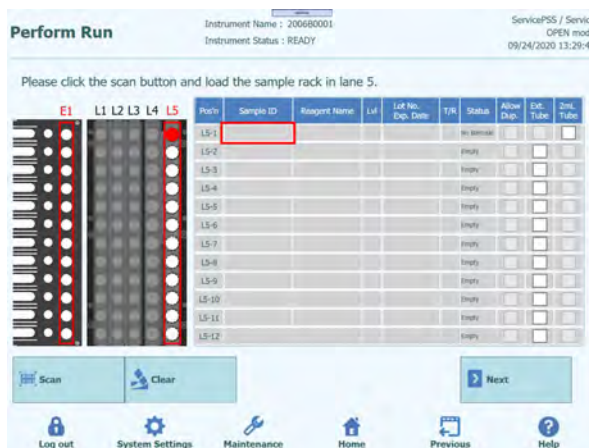 Perform Run
Instrument Name : 200680001
Instrument Status : READY
ServicePSS / Servic
OPEN mod
09/24/2020 13:29:4
Please click the scan button and load the sample rack in lane 5.
E1 L1 L2 L3 L4 L5
Pos'n Sample ID Reagent Name Lvl Lot No. Exp. Date T/R Status Allow Dup. Ext. Tube 2mL Tube
L5-1 No Barcode
L5-2 Empty
L5-3 Empty
L5-4 Empty
L5-5 Empty
L5-6 Empty
L5-7 Empty
L5-8 Empty
L5-9 Empty
L5-10 Empty
L5-11 Empty
L5-12 Empty
Scan Clear Next
Log out System Settings Maintenance Home Previous Help